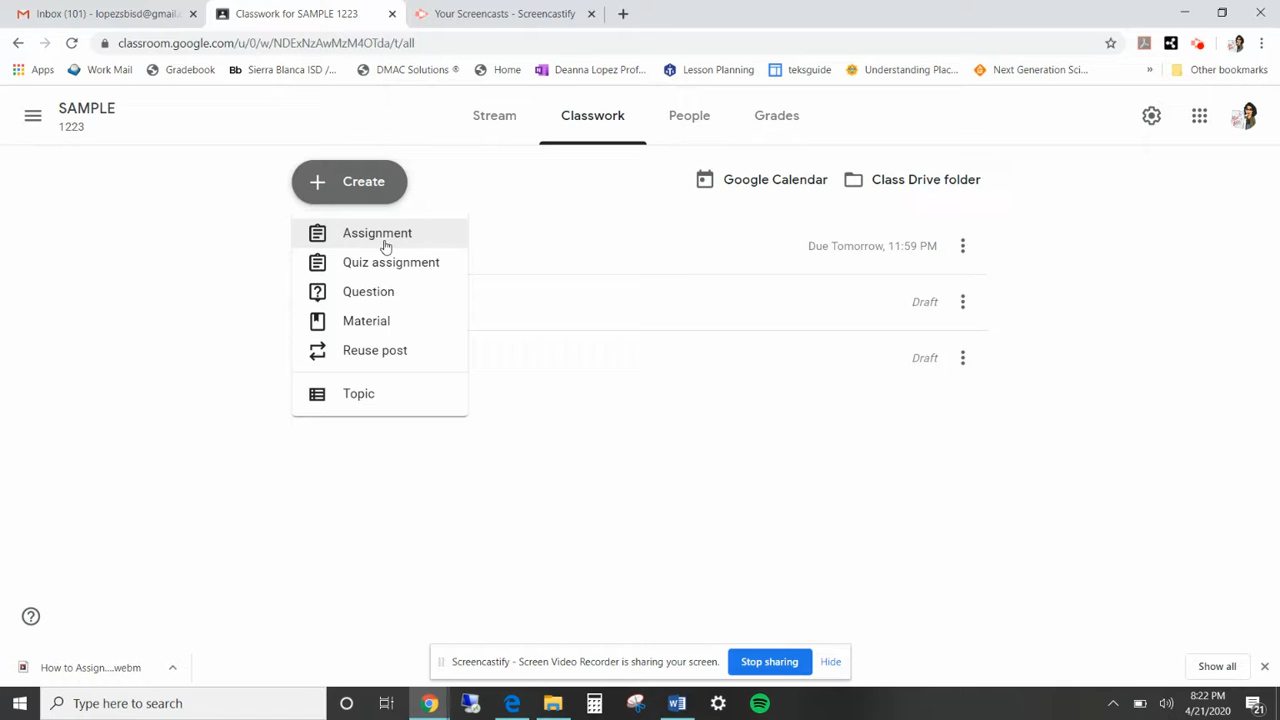 Inbox (101) - lopezsbisd@gmail.
Classwork for SAMPLE 1223
Your Screencasts - Screencastify
classroom.google.com/u/0/w/NDExNzAwMzM4OTda/t/all
Apps
Work Mail
Gradebook
Bb Sierra Blanca ISD /...
DMAC Solutions ®
Home
Deanna Lopez Prof...
Lesson Planning
teksguide
Understanding Plac...
Next Generation Sci...
»
Other bookmarks
SAMPLE
1223
Stream
Classwork
People
Grades
Create
Google Calendar
Class Drive folder
Assignment
Due Tomorrow, 11:59 PM
Quiz assignment
Question
Draft
Material
Reuse post
Draft
Topic
How to Assign....webm
Screencastify - Screen Video Recorder is sharing your screen.
Stop sharing
Hide
Show all
Type here to search
8:22 PM
4/21/2020
21